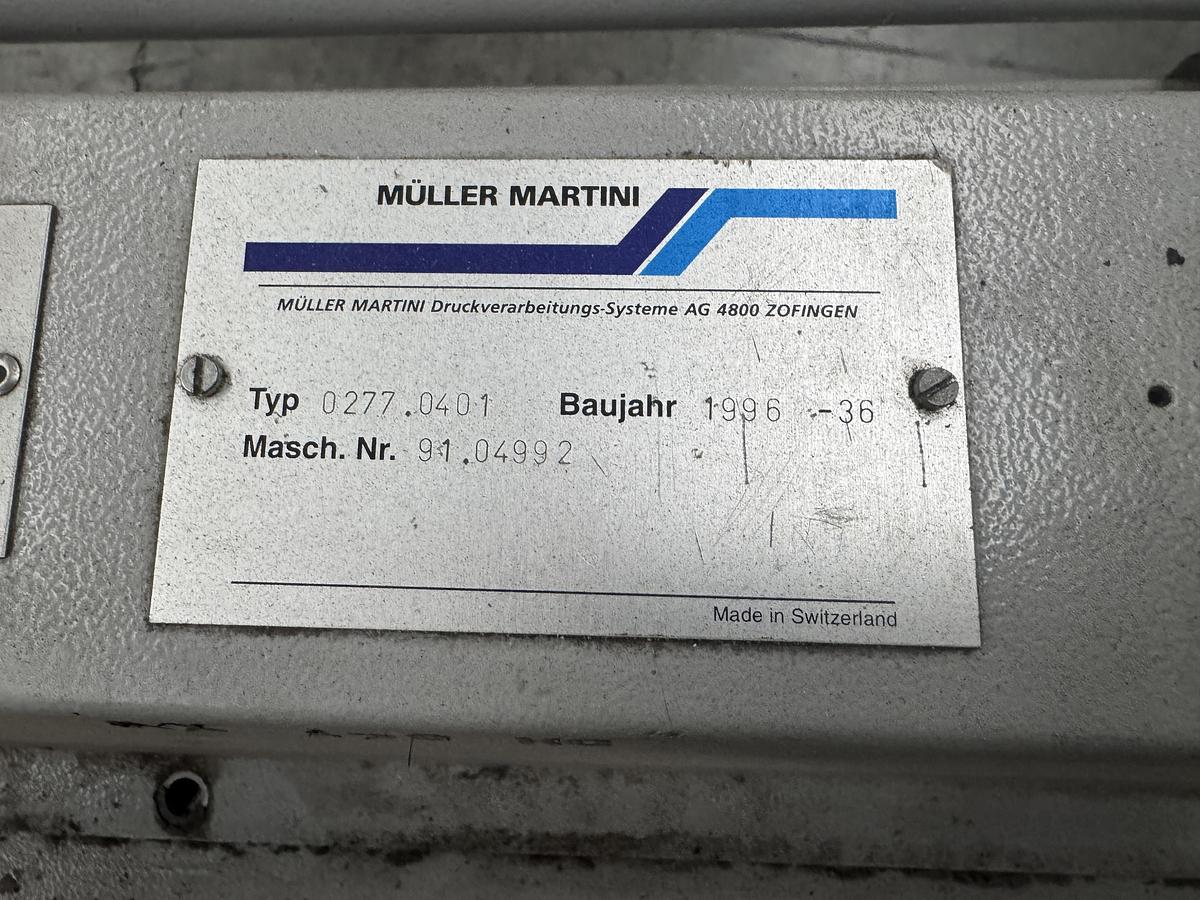 MÜLLER MARTINI
MÜLLER MARTINI Druckverarbeitungs-Systeme AG 4800 ZOFINGEN
Typ 0277.0401 Baujahr 1996 -36
Masch. Nr. 91.04992
Made in Switzerland